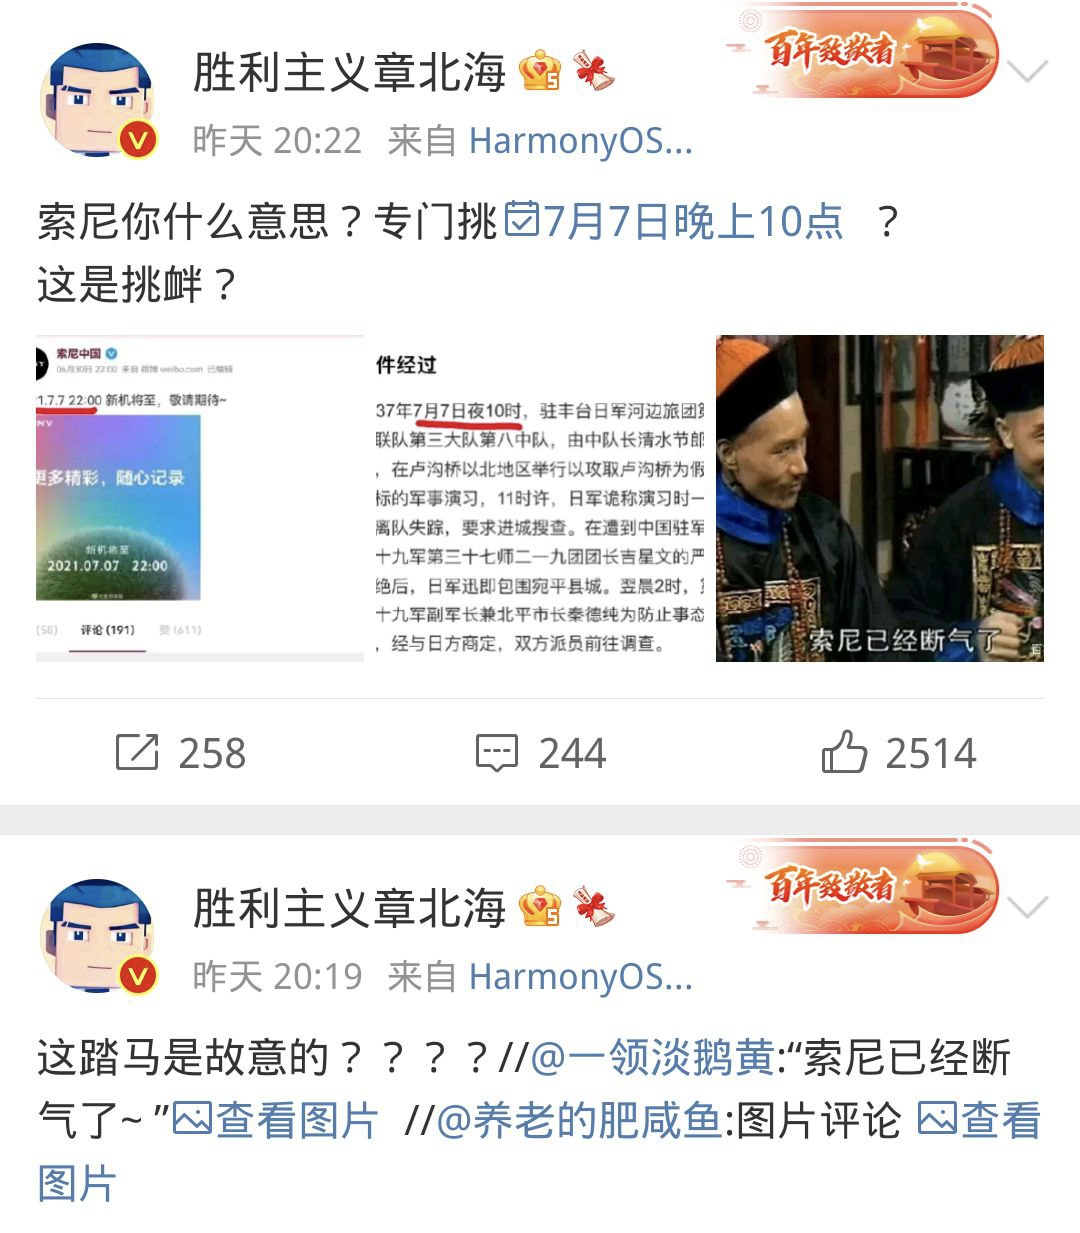 胜利主义章北海
百年致敬者
昨天 20:22 来自 HarmonyOS...
索尼你什么意思？专门挑7月7日晚上10点 ？
这是挑衅？
索尼中国
06月30日 22:00 来自 微博 weibo.com 已编辑
1.7.7 22:00 新机将至，敬请期待~
更多精彩，随心记录
新机将至
2021.07.07 22:00
(58) 评论 (191) 赞 (611)
件经过
37年7月7日夜10时，驻丰台日军河边旅团第
联队第三大队第八中队，由中队长清水节郎
，在卢沟桥以北地区举行以攻取卢沟桥为假
标的军事演习，11时许，日军诡称演习时一
离队失踪，要求进城搜查。在遭到中国驻军
十九军第三十七师二一九团团长吉星文的严
绝后，日军迅即包围宛平县城。翌晨2时，
十九军副军长兼北平市长秦德纯为防止事态
，经与日方商定，双方派员前往调查。
索尼已经断气了
258 244 2514
胜利主义章北海
百年致敬者
昨天 20:19 来自 HarmonyOS...
这踏马是故意的？？？？//@一领淡鹅黄:“索尼已经断
气了~ ”查看图片 //@养老的肥咸鱼:图片评论 查看
图片